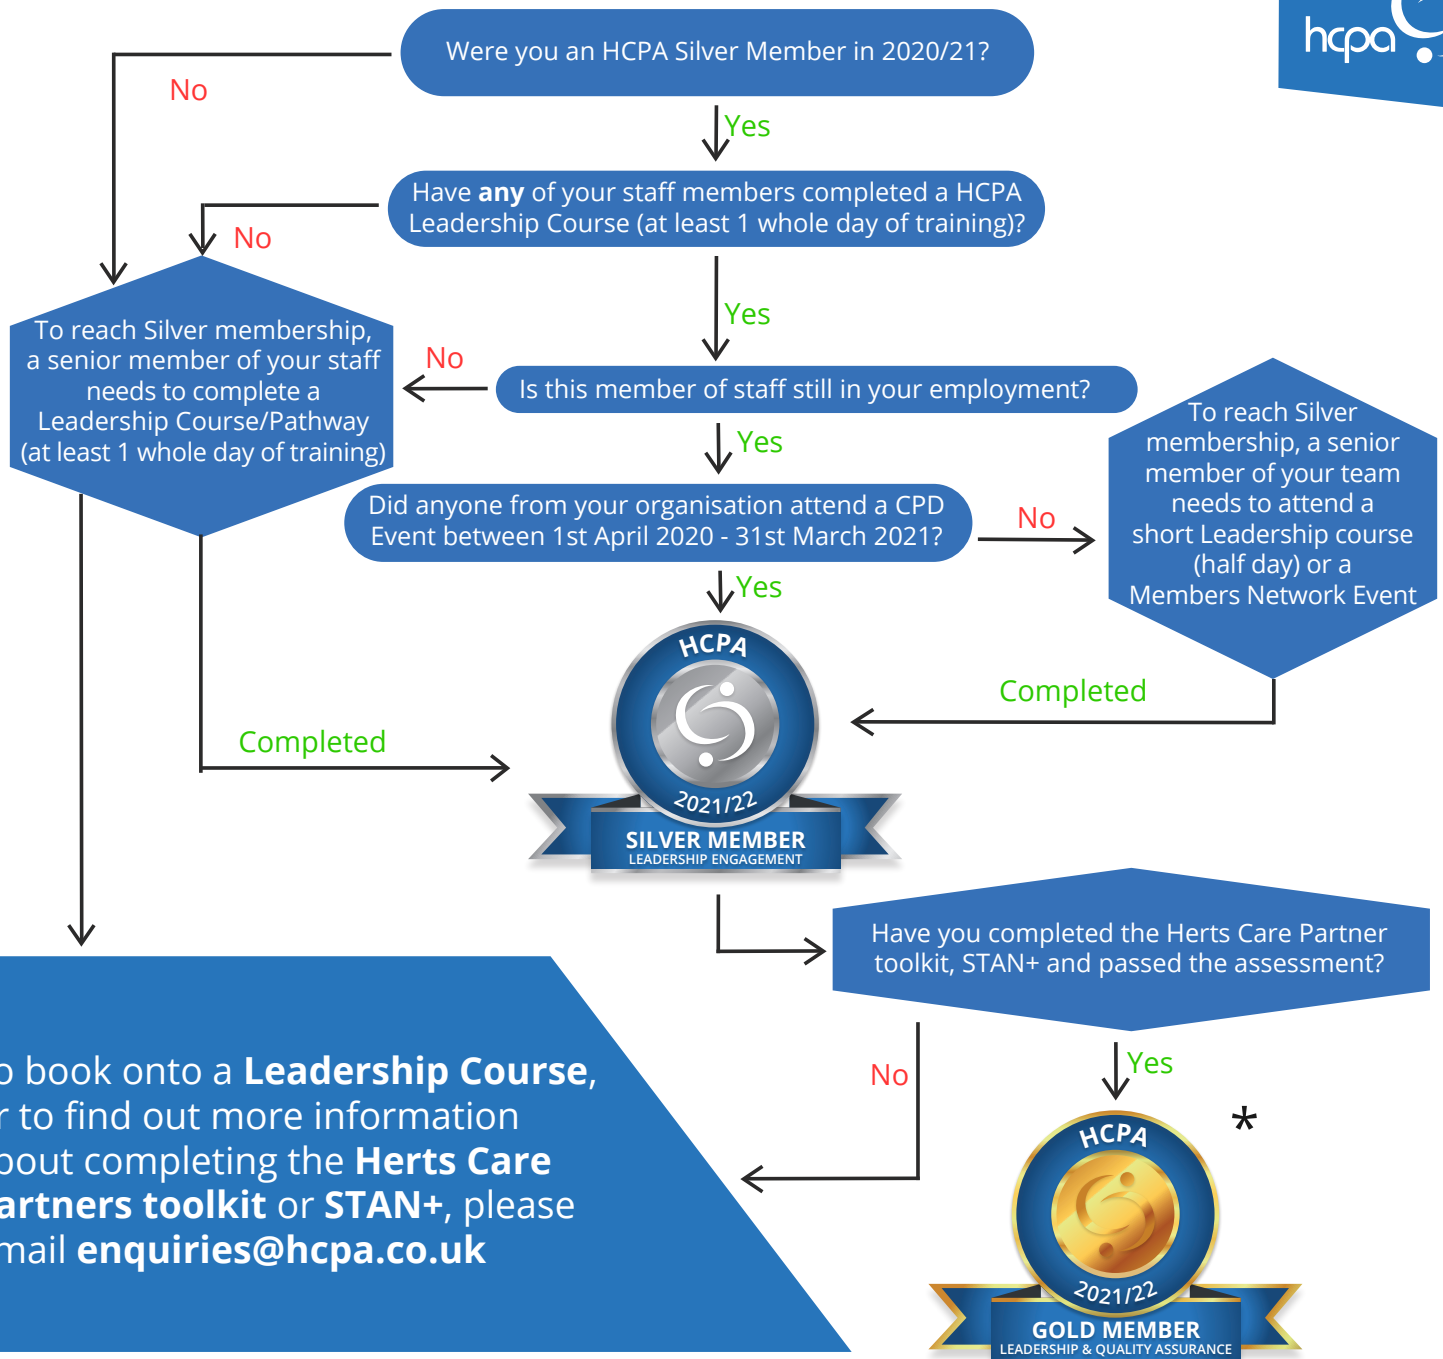 hcpa
Were you an HCPA Silver Member in 2020/21?
No
Yes
Have any of your staff members completed a HCPA
Leadership Course (at least 1 whole day of training)?
No
Yes
To reach Silver membership,
a senior member of your staff
needs to complete a
Leadership Course/Pathway
(at least 1 whole day of training)
No
Is this member of staff still in your employment?
Yes
Did anyone from your organisation attend a CPD
Event between 1st April 2020 - 31st March 2021?
No
To reach Silver
membership, a senior
member of your team
needs to attend a
short Leadership course
(half day) or a
Members Network Event
Yes
Completed
Completed
HCPA
2021/22
SILVER MEMBER
LEADERSHIP ENGAGEMENT
Have you completed the Herts Care Partner
toolkit, STAN+ and passed the assessment?
No
Yes
*
HCPA
2021/22
GOLD MEMBER
LEADERSHIP & QUALITY ASSURANCE
o book onto a Leadership Course,
r to find out more information
bout completing the Herts Care
artners toolkit or STAN+, please
mail enquiries@hcpa.co.uk